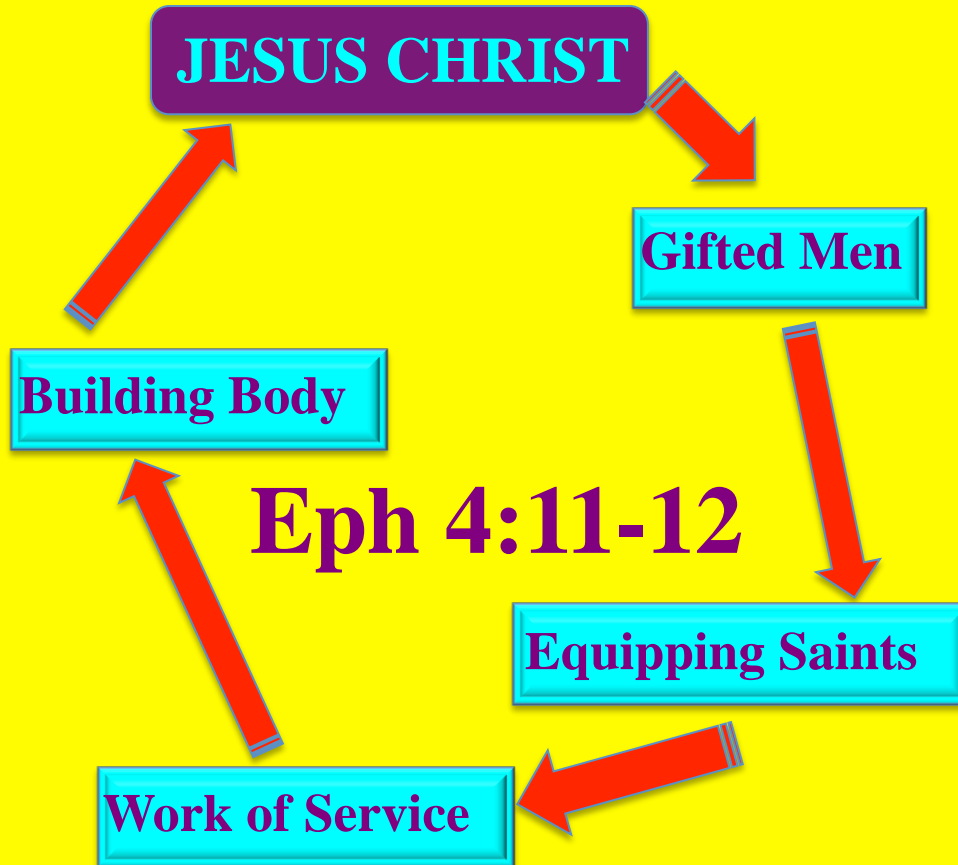 JESUS CHRIST
Gifted Men
Building Body
Eph 4:11-12
Equipping Saints
Work of Service